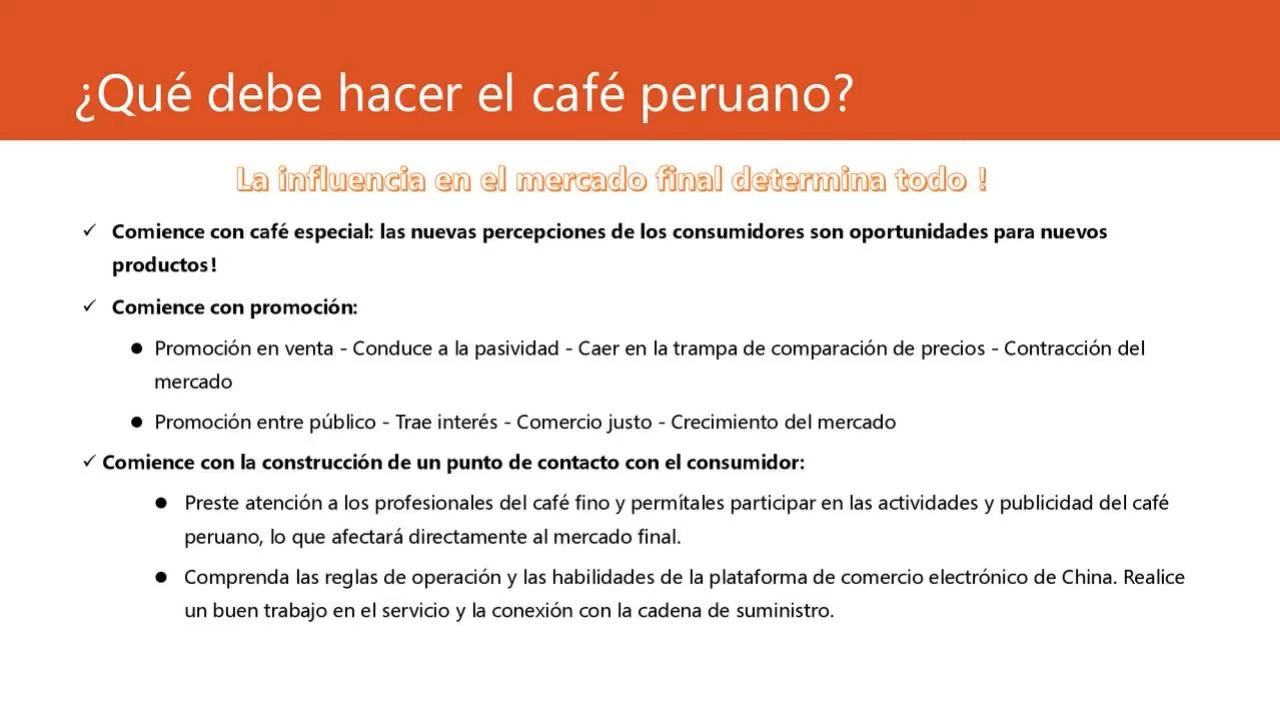 ¿Qué debe hacer el café peruano?
La influencia en el mercado final determina todo !
✓ Comience con café especial: las nuevas percepciones de los consumidores son oportunidades para nuevos
productos!
✓ Comience con promoción:
● Promoción en venta - Conduce a la pasividad - Caer en la trampa de comparación de precios - Contracción del
mercado
● Promoción entre público - Trae interés - Comercio justo - Crecimiento del mercado
✓ Comience con la construcción de un punto de contacto con el consumidor:
● Preste atención a los profesionales del café fino y permítales participar en las actividades y publicidad del café
peruano, lo que afectará directamente al mercado final.
● Comprenda las reglas de operación y las habilidades de la plataforma de comercio electrónico de China. Realice
un buen trabajo en el servicio y la conexión con la cadena de suministro.